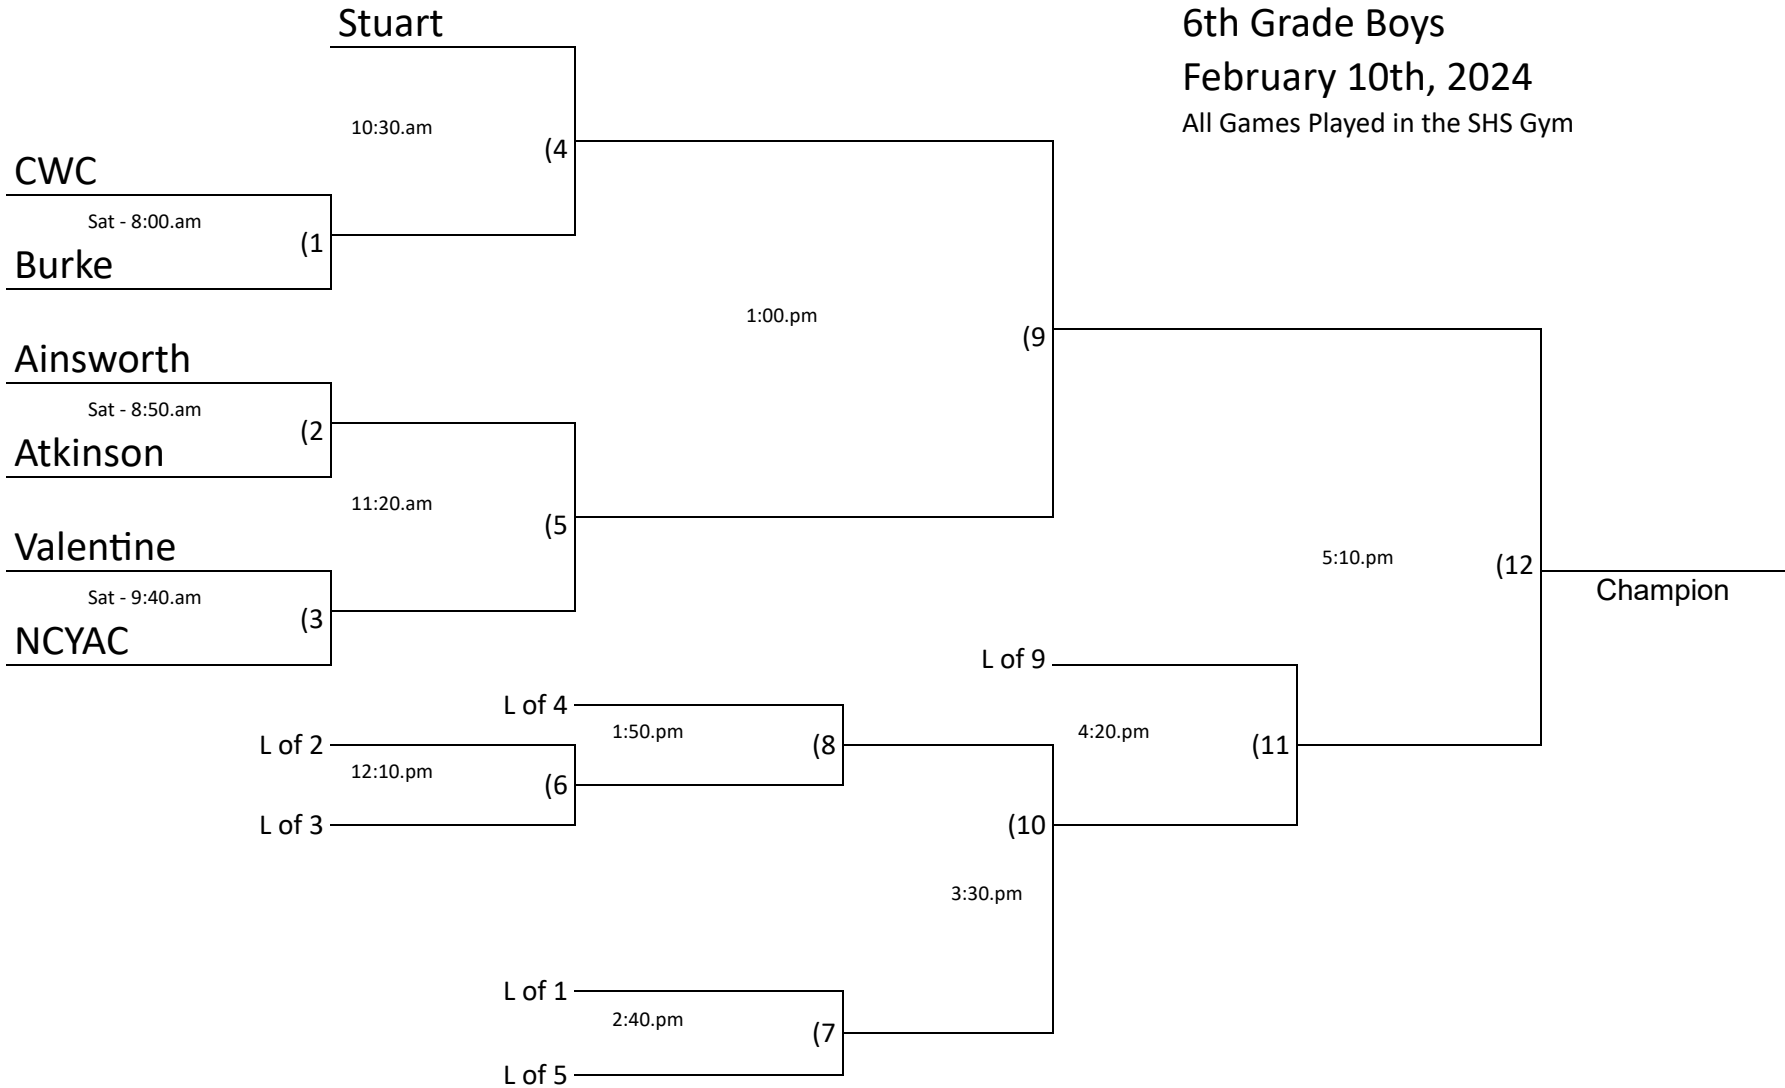 Stuart
6th Grade Boys
February 10th, 2024
All Games Played in the SHS Gym
10:30.am
(4
CWC
Sat - 8:00.am
(1
Burke
1:00.pm
(9
Ainsworth
Sat - 8:50.am
(2
Atkinson
11:20.am
(5
Valentine
Sat - 9:40.am
(3
NCYAC
5:10.pm
(12
Champion
L of 9
L of 4
1:50.pm
(8
4:20.pm
(11
L of 2
12:10.pm
(6
L of 3
(10
3:30.pm
L of 1
2:40.pm
(7
L of 5